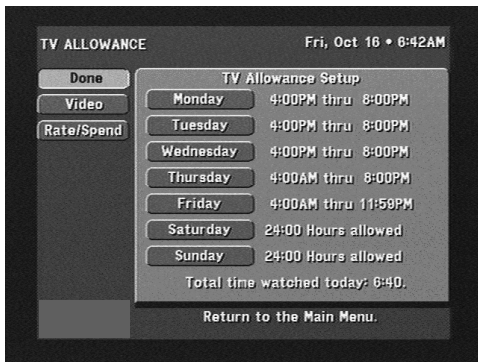 TV ALLOWANCE
Fri, Oct 16 • 6:42AM
Done
Video
Rate/Spend
TV Allowance Setup
Monday 4:00PM thru 8:00PM
Tuesday 4:00PM thru 8:00PM
Wednesday 4:00PM thru 8:00PM
Thursday 4:00AM thru 8:00PM
Friday 4:00AM thru 11:59PM
Saturday 24:00 Hours allowed
Sunday 24:00 Hours allowed
Total time watched today: 6:40.
Return to the Main Menu.